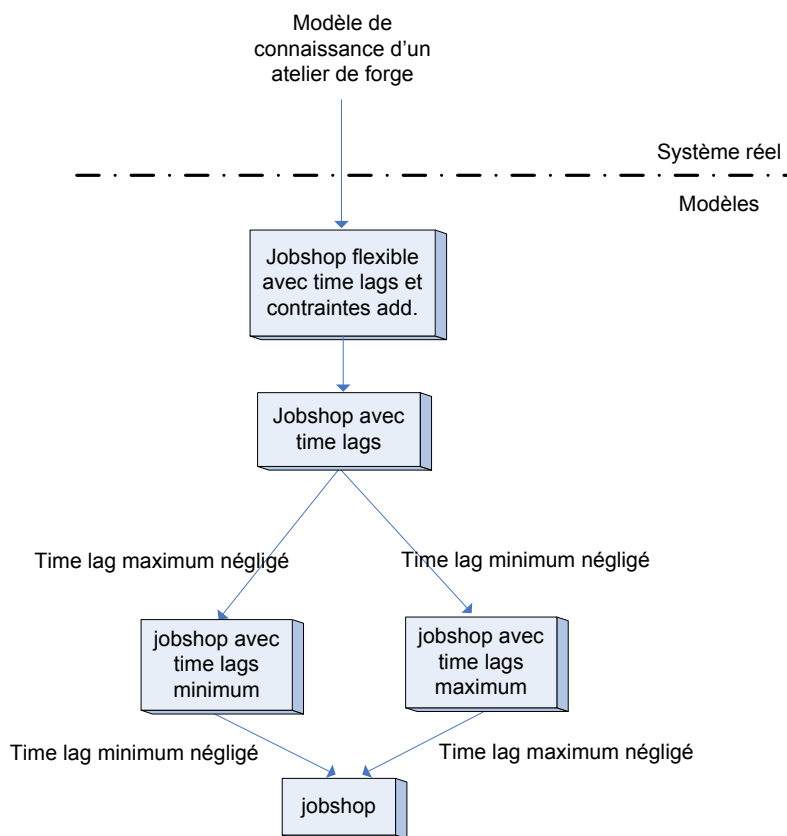 Modèle de
connaissance d'un
atelier de forge
Système réel
Modèles
Jobshop flexible
avec time lags et
contraintes add.
Jobshop avec
time lags
Time lag maximum négligé
Time lag minimum négligé
jobshop avec
time lags
minimum
jobshop avec
time lags
maximum
Time lag minimum négligé
Time lag maximum négligé
jobshop